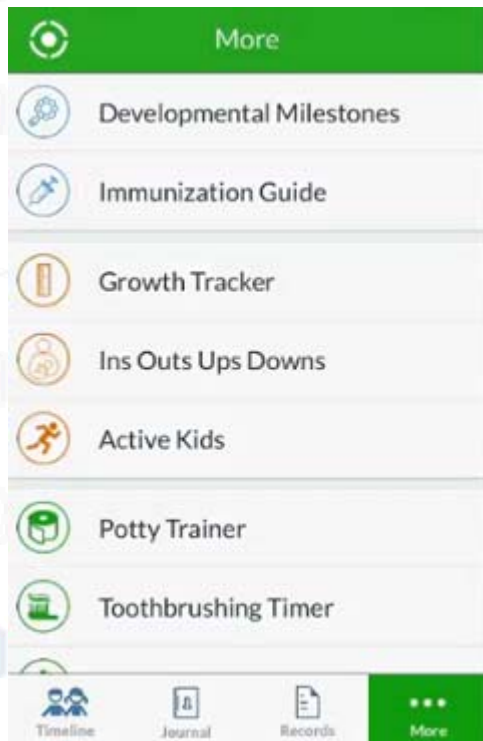 More
Developmental Milestones
Immunization Guide
Growth Tracker
Ins Outs Ups Downs
Active Kids
Potty Trainer
Toothbrushing Timer
Timeline
Journal
Records
More